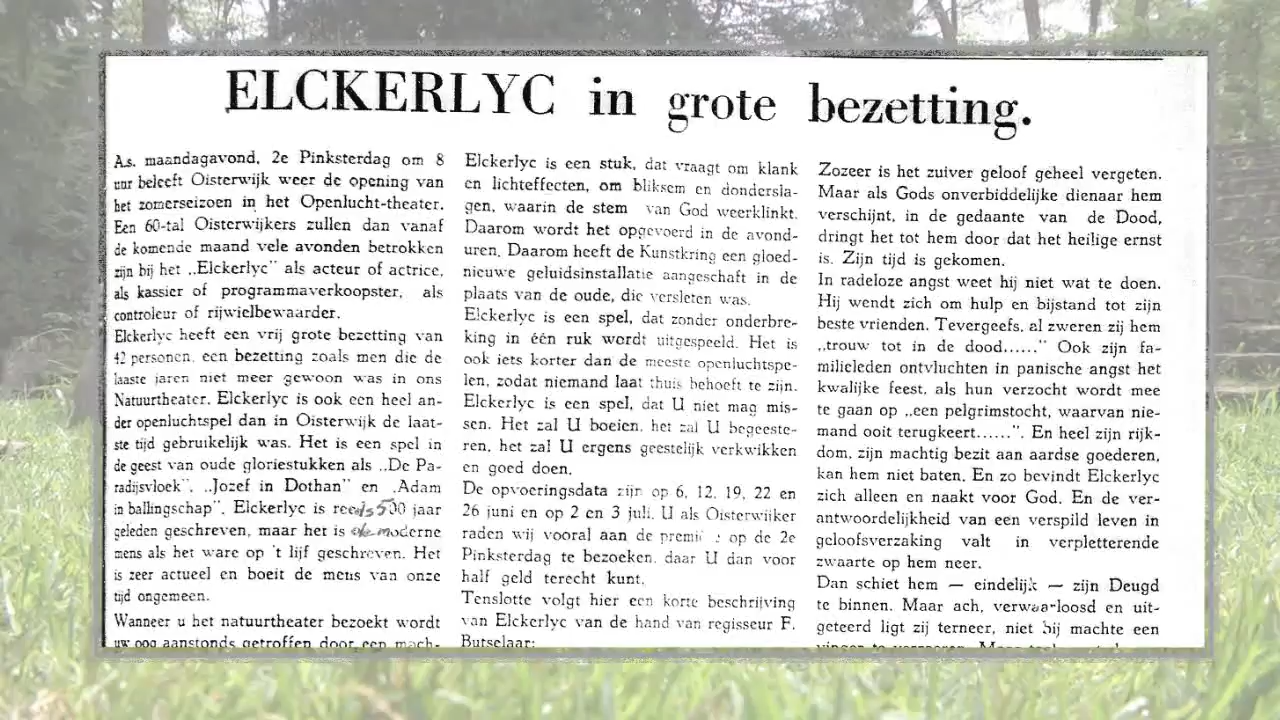 ELCKERLYC in grote bezetting.
A.s. maandagavond, 2e Pinksterdag om 8
uur beleeft Oisterwijk weer de opening van
het zomerseizoen in het Openlucht-theater.
Een 60-tal Oisterwijkers zullen dan vanaf
de komende maand vele avonden betrokken
zijn bij het „Elckerlyc" als acteur of actrice,
als kassier of programmaverkoopster, als
controleur of rijwielbewaarder.
Elckerlyc heeft een vrij grote bezetting van
42 personen, een bezetting zoals men die de
laaste jaren niet meer gewoon was in ons
Natuurtheater. Elckerlyc is ook een heel an-
der openluchtspel dan in Oisterwijk de laat-
ste tijd gebruikelijk was. Het is een spel in
de geest van oude gloriestukken als „De Pa-
radijsvloek", „Jozef in Dothan" en „Adam
in ballingschap". Elckerlyc is reeds 500 jaar
geleden geschreven, maar het is de moderne
mens als het ware op 't lijf geschreven. Het
is zeer actueel en boeit de mens van onze
tijd ongemeen.
Wanneer u het natuurtheater bezoekt wordt
uw oog aanstonds getroffen door een mach-
Elckerlyc is een stuk, dat vraagt om klank
en lichteffecten, om bliksem en dondersla-
gen, waarin de stem van God weerklinkt.
Daarom wordt het opgevoerd in de avond-
uren. Daarom heeft de Kunstkring een gloed-
nieuwe geluidsinstallatie aangeschaft in de
plaats van de oude, die versleten was.
Elckerlyc is een spel, dat zonder onderbre-
king in één ruk wordt uitgespeeld. Het is
ook iets korter dan de meeste openluchtspe-
len, zodat niemand laat thuis behoeft te zijn.
Elckerlyc is een spel, dat U niet mag mis-
sen. Het zal U boeien, het zal U begeeste-
ren, het zal U ergens geestelijk verkwikken
en goed doen.
De opvoeringsdata zijn op 6, 12, 19, 22 en
26 juni en op 2 en 3 juli. U als Oisterwijker
raden wij vooral aan de op de 2e
Pinksterdag te bezoeken, daar U dan voor
half geld terecht kunt.
Tenslotte volgt hier een korte beschrijving
van Elckerlyc van de hand van regisseur F.
Butselaar:
Zozeer is het zuiver geloof geheel vergeten.
Maar als Gods onverbiddelijke dienaar hem
verschijnt, in de gedaante van de Dood,
dringt het tot hem door dat het heilige ernst
is. Zijn tijd is gekomen.
In radeloze angst weet hij niet wat te doen.
Hij wendt zich om hulp en bijstand tot zijn
beste vrienden. Tevergeefs, al zweren zij hem
„trouw tot in de dood......" Ook zijn fa-
milieleden ontvluchten in panische angst het
kwalijke feest, als hun verzocht wordt mee
te gaan op „een pelgrimstocht, waarvan nie-
mand ooit terugkeert......". En heel zijn rijk-
dom, zijn machtig bezit aan aardse goederen,
kan hem niet baten. En zo bevindt Elckerlyc
zich alleen en naakt voor God. En de ver-
antwoordelijkheid van een verspild leven in
geloofsverzaking valt in verpletterende
zwaarte op hem neer.
Dan schiet hem — eindelijk — zijn Deugd
te binnen. Maar ach, verwaarloosd en uit-
geteerd ligt zij terneer, niet bij machte een